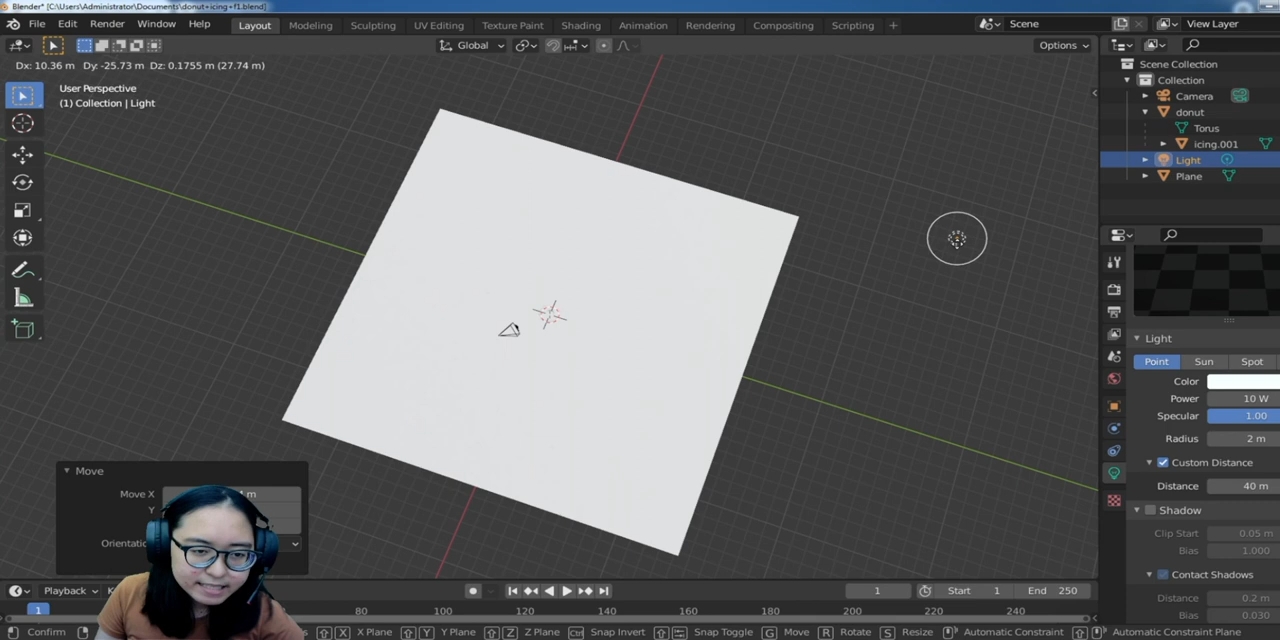 Blender* [C:\Users\Administrator\Documents\donut+icing+f1.blend]
File Edit Render Window Help Layout Modeling Sculpting UV Editing Texture Paint Shading Animation Rendering Compositing Scripting + Scene View Layer
Global Options
Dx: 10.36 m Dy: -25.73 m Dz: 0.1755 m (27.74 m)
User Perspective
(1) Collection | Light
Scene Collection
Collection
Camera
donut
Torus
icing.001
Light
Plane
Light
Point Sun Spot
Color
Power 10 W
Specular 1.00
Radius 2 m
Custom Distance
Distance 40 m
Shadow
Clip Start 0.05 m
Bias 1.000
Contact Shadows
Distance 0.2 m
Bias 0.030
Move
Move X m
Y
Playback 1 Start 1 End 250
1 80 100 120 140 160 180 200 220 240
Confirm X X Plane Y Y Plane Z Z Plane Ctrl Snap Invert Snap Toggle G Move R Rotate S Resize Automatic Constraint Automatic Constraint Plane